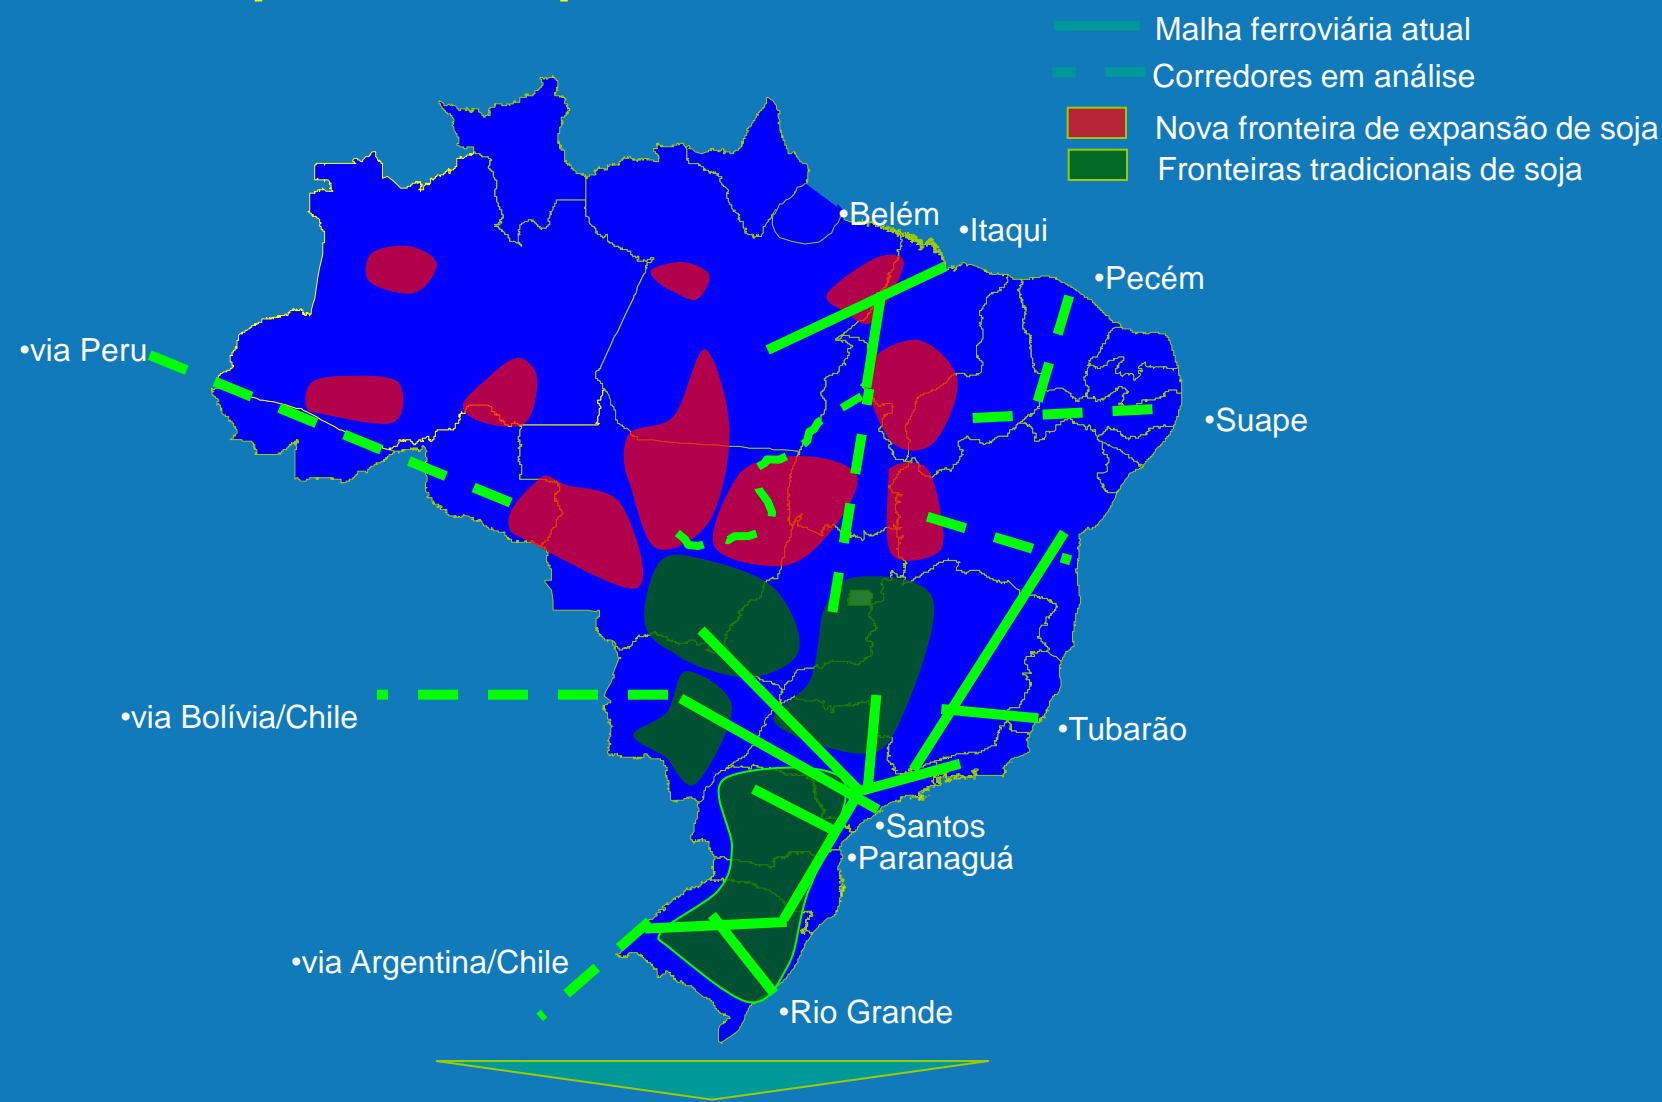 Malha ferroviária atual
Corredores em análise
Nova fronteira de expansão de soja
Fronteiras tradicionais de soja
•Belém
•Itaqui
•Pecém
•via Peru
•Suape
•via Bolívia/Chile
•Tubarão
•Santos
•Paranaguá
•via Argentina/Chile
•Rio Grande